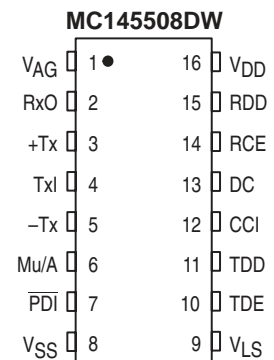 MC145508DW
VAG 1 16 VDD
RxO 2 15 RDD
+Tx 3 14 RCE
TxI 4 13 DC
–Tx 5 12 CCI
Mu/A 6 11 TDD
PDI 7 10 TDE
VSS 8 9 VLS